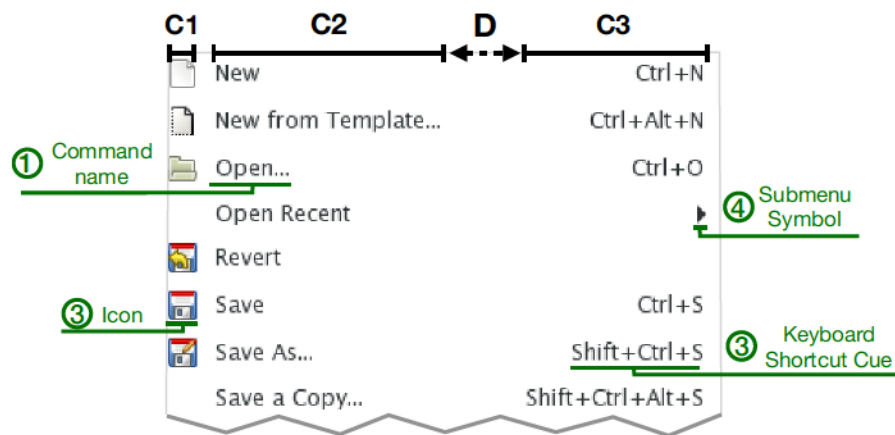 C1 C2 D C3
New Ctrl+N
New from Template... Ctrl+Alt+N
① Command
name
Open... Ctrl+O
Open Recent
④ Submenu
Symbol
Revert
③ Icon
Save Ctrl+S
Save As... Shift+Ctrl+S
③ Keyboard
Shortcut Cue
Save a Copy... Shift+Ctrl+Alt+S